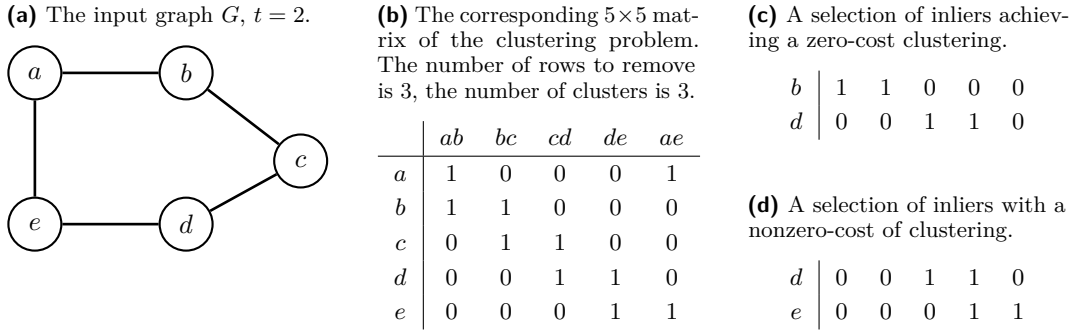 (a) The input graph G, t = 2.
a
b
c
d
e
(b) The corresponding 5×5 mat-
rix of the clustering problem.
The number of rows to remove
is 3, the number of clusters is 3.
ab bc cd de ae
a 1 0 0 0 1
b 1 1 0 0 0
c 0 1 1 0 0
d 0 0 1 1 0
e 0 0 0 1 1
(c) A selection of inliers achiev-
ing a zero-cost clustering.
b 1 1 0 0 0
d 0 0 1 1 0
(d) A selection of inliers with a
nonzero-cost of clustering.
d 0 0 1 1 0
e 0 0 0 1 1